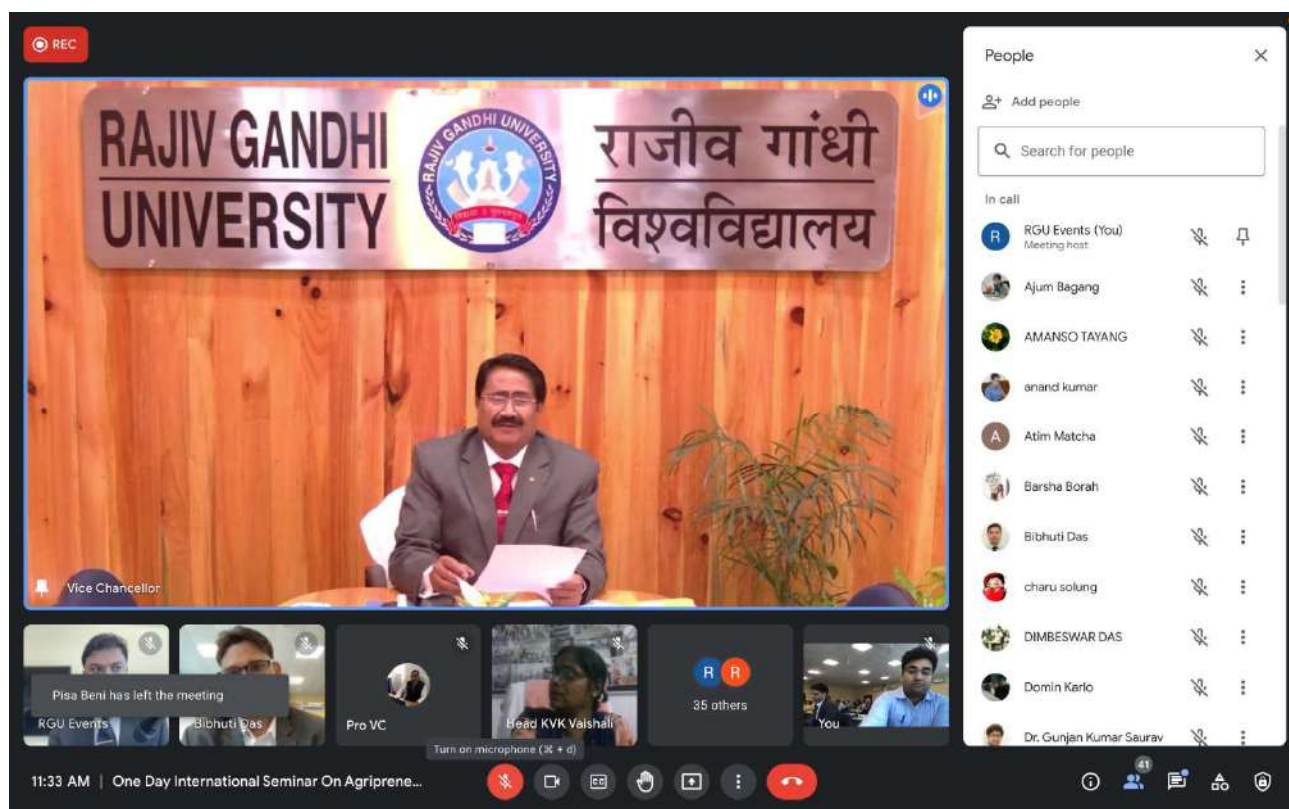 REC
RAJIV GANDHI
UNIVERSITY
RAJIV GANDHI UNIVERSITY
राजीव गांधी
विश्वविद्यालय
Vice Chancellor
Pisa Beni has left the meeting
RGU Events
Bibhuti Das
Pro VC
Head KVK Vaishali
R R
35 others
You
Turn on microphone (⌘ + d)
11:33 AM | One Day International Seminar On Agriprene...
CC
41
People
Add people
Search for people
In call
R
RGU Events (You)
Meeting host
Ajum Bagang
AMANSO TAYANG
anand kumar
A
Atim Matcha
Barsha Borah
Bibhuti Das
charu solung
DIMBESWAR DAS
Domin Karlo
Dr. Gunjan Kumar Saurav